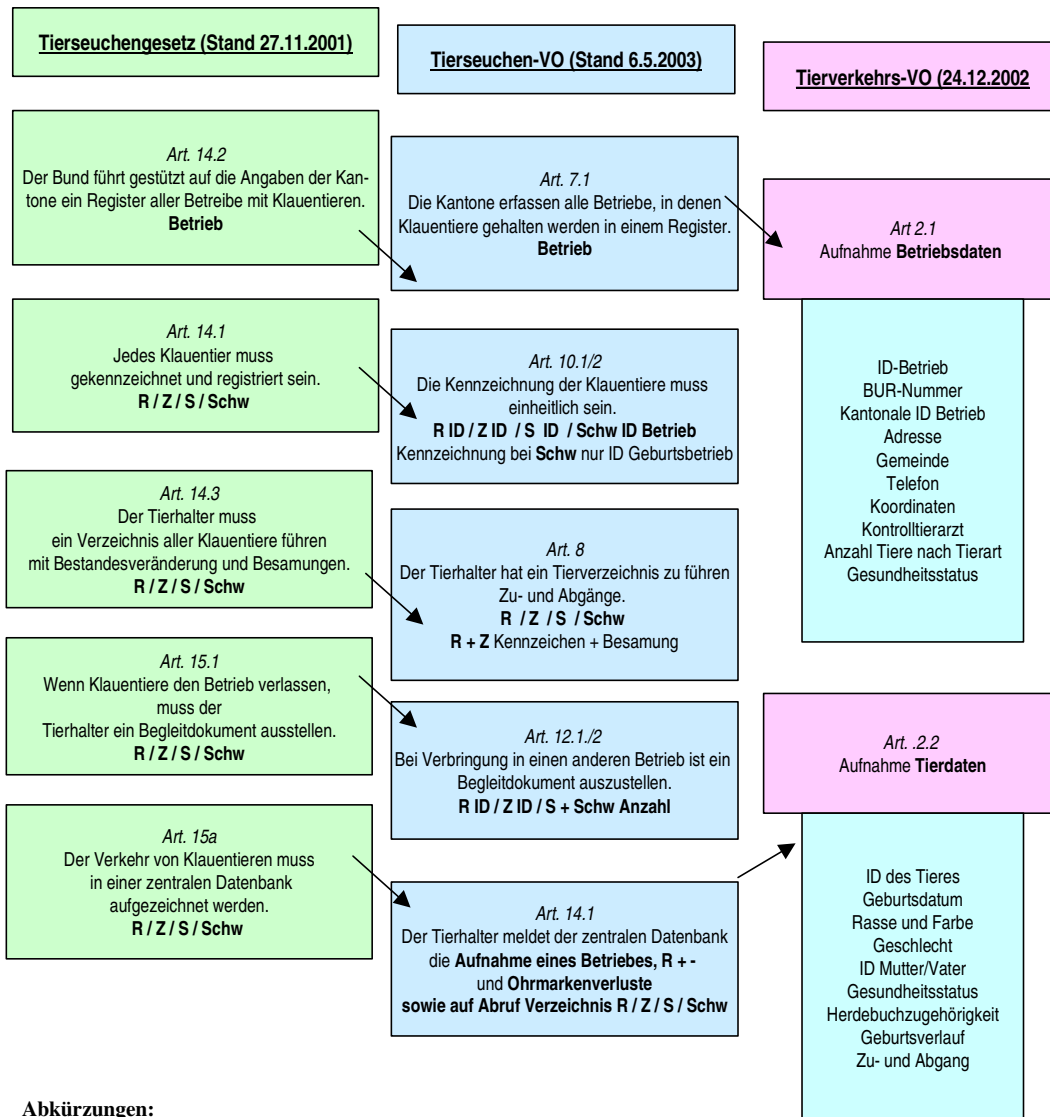 Tierseuchengesetz (Stand 27.11.2001)
Art. 14.2
Der Bund führt gestützt auf die Angaben der Kan-
tone ein Register aller Betreibe mit Klauentieren.
Betrieb
Art. 14.1
Jedes Klauentier muss
gekennzeichnet und registriert sein.
R / Z / S / Schw
Art. 14.3
Der Tierhalter muss
ein Verzeichnis aller Klauentiere führen
mit Bestandesveränderung und Besamungen.
R / Z / S / Schw
Art. 15.1
Wenn Klauentiere den Betrieb verlassen,
muss der
Tierhalter ein Begleitdokument ausstellen.
R / Z / S / Schw
Art. 15a
Der Verkehr von Klauentieren muss
in einer zentralen Datenbank
aufgezeichnet werden.
R / Z / S / Schw
Tierseuchen-VO (Stand 6.5.2003)
Art. 7.1
Die Kantone erfassen alle Betriebe, in denen
Klauentiere gehalten werden in einem Register.
Betrieb
Art. 10.1/2
Die Kennzeichnung der Klauentiere muss
einheitlich sein.
R ID / Z ID / S ID / Schw ID Betrieb
Kennzeichnung bei Schw nur ID Geburtsbetrieb
Art. 8
Der Tierhalter hat ein Tierverzeichnis zu führen
Zu- und Abgänge.
R / Z / S / Schw
R + Z Kennzeichen + Besamung
Art. 12.1./2
Bei Verbringung in einen anderen Betrieb ist ein
Begleitdokument auszustellen.
R ID / Z ID / S + Schw Anzahl
Art. 14.1
Der Tierhalter meldet der zentralen Datenbank
die Aufnahme eines Betriebes, R + -
und Ohrmarkenverluste
sowie auf Abruf Verzeichnis R / Z / S / Schw
Tierverkehrs-VO (24.12.2002
Art 2.1
Aufnahme Betriebsdaten
ID-Betrieb
BUR-Nummer
Kantonale ID Betrieb
Adresse
Gemeinde
Telefon
Koordinaten
Kontrolltierarzt
Anzahl Tiere nach Tierart
Gesundheitsstatus
Art. .2.2
Aufnahme Tierdaten
ID des Tieres
Geburtsdatum
Rasse und Farbe
Geschlecht
ID Mutter/Vater
Gesundheitsstatus
Herdebuchzugehörigkeit
Geburtsverlauf
Zu- und Abgang
Abkürzungen: